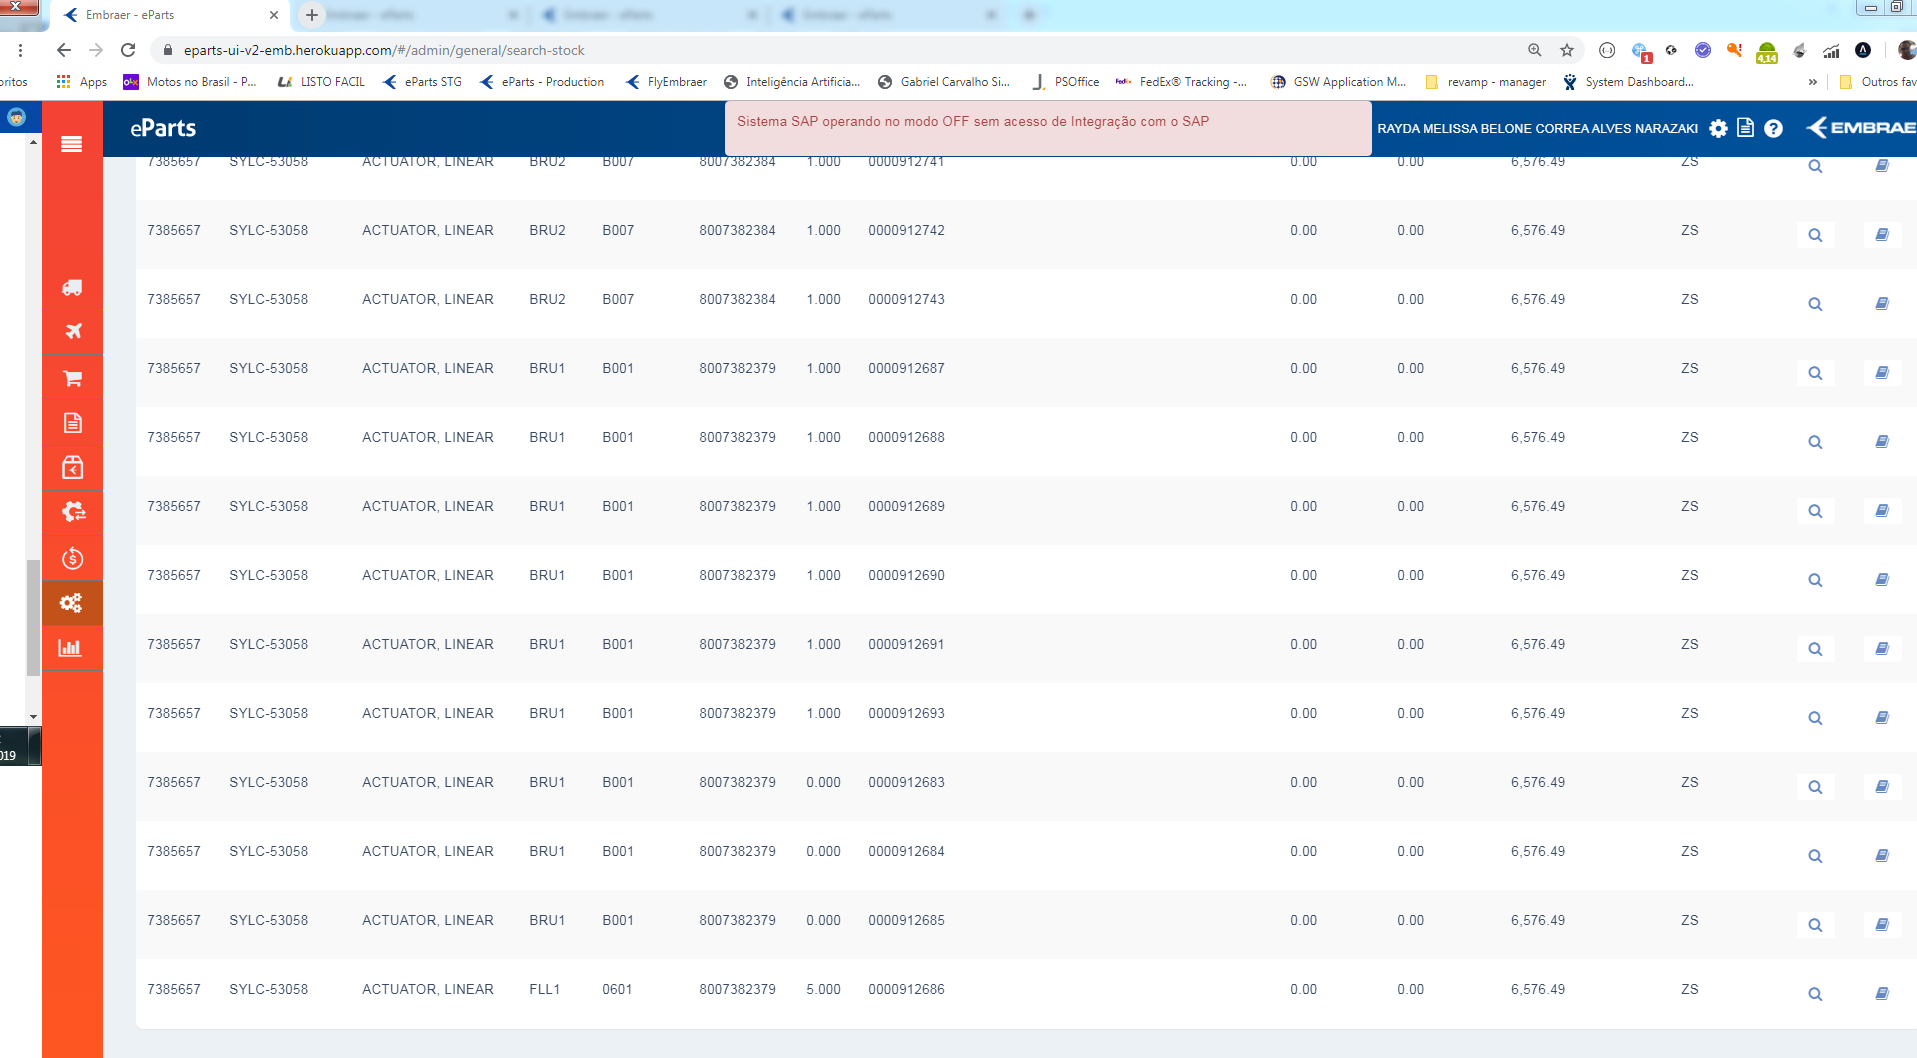 Embraer - eParts
eparts-ui-v2-emb.herokuapp.com/#/admin/general/search-stock
1
4,14
oritos
Apps
olx
Motos no Brasil - P...
LISTO FACIL
eParts STG
eParts - Production
FlyEmbraer
Inteligência Artificia...
Gabriel Carvalho Si...
PSOffice
FedEx
FedEx® Tracking -...
GSW Application M...
revamp - manager
System Dashboard...
»
Outros fav
eParts
Sistema SAP operando no modo OFF sem acesso de Integração com o SAP
RAYDA MELISSA BELONE CORREA ALVES NARAZAKI
EMBRAE
7385657 SYLC-53058 ACTUATOR, LINEAR BRU2 B007 8007382384 1.000 0000912741 0.00 0.00 6,576.49 ZS
7385657 SYLC-53058 ACTUATOR, LINEAR BRU2 B007 8007382384 1.000 0000912742 0.00 0.00 6,576.49 ZS
7385657 SYLC-53058 ACTUATOR, LINEAR BRU2 B007 8007382384 1.000 0000912743 0.00 0.00 6,576.49 ZS
7385657 SYLC-53058 ACTUATOR, LINEAR BRU1 B001 8007382379 1.000 0000912687 0.00 0.00 6,576.49 ZS
7385657 SYLC-53058 ACTUATOR, LINEAR BRU1 B001 8007382379 1.000 0000912688 0.00 0.00 6,576.49 ZS
7385657 SYLC-53058 ACTUATOR, LINEAR BRU1 B001 8007382379 1.000 0000912689 0.00 0.00 6,576.49 ZS
7385657 SYLC-53058 ACTUATOR, LINEAR BRU1 B001 8007382379 1.000 0000912690 0.00 0.00 6,576.49 ZS
7385657 SYLC-53058 ACTUATOR, LINEAR BRU1 B001 8007382379 1.000 0000912691 0.00 0.00 6,576.49 ZS
7385657 SYLC-53058 ACTUATOR, LINEAR BRU1 B001 8007382379 1.000 0000912693 0.00 0.00 6,576.49 ZS
019
7385657 SYLC-53058 ACTUATOR, LINEAR BRU1 B001 8007382379 0.000 0000912683 0.00 0.00 6,576.49 ZS
7385657 SYLC-53058 ACTUATOR, LINEAR BRU1 B001 8007382379 0.000 0000912684 0.00 0.00 6,576.49 ZS
7385657 SYLC-53058 ACTUATOR, LINEAR BRU1 B001 8007382379 0.000 0000912685 0.00 0.00 6,576.49 ZS
7385657 SYLC-53058 ACTUATOR, LINEAR FLL1 0601 8007382379 5.000 0000912686 0.00 0.00 6,576.49 ZS